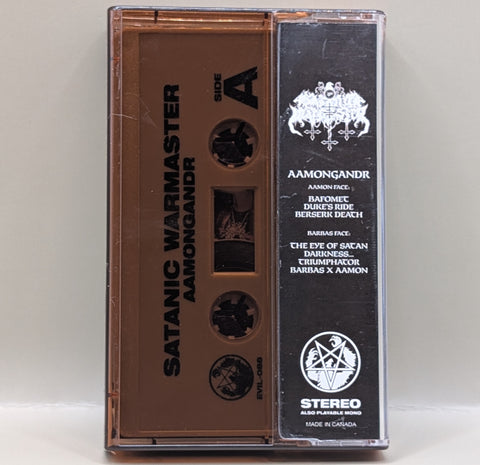 SATANIC WARMASTER
AAMONGANDR
SIDE
A
EVIL-088
AAMONGANDR
AAMON FACE:
BAFOMET
DUKE'S RIDE
BERSERK DEATH
BARBAS FACE:
THE EYE OF SATAN
DARKNESS...
TRIUMPHATOR
BARBAS X AAMON
STEREO
ALSO PLAYABLE MONO
MADE IN CANADA